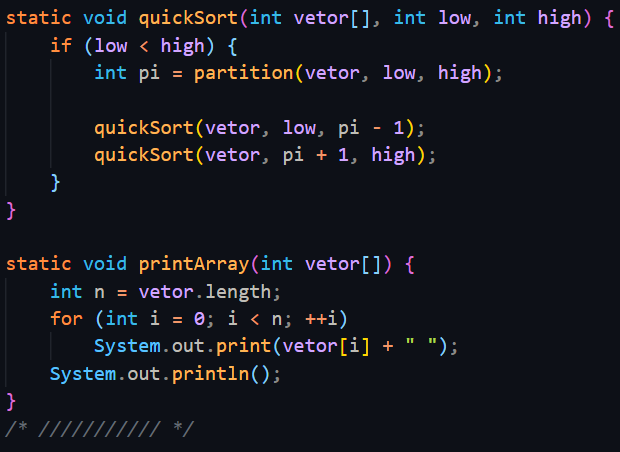 static void quickSort(int vetor[], int low, int high) {
    if (low < high) {
        int pi = partition(vetor, low, high);

        quickSort(vetor, low, pi - 1);
        quickSort(vetor, pi + 1, high);
    }
}

static void printArray(int vetor[]) {
    int n = vetor.length;
    for (int i = 0; i < n; ++i)
        System.out.print(vetor[i] + " ");
    System.out.println();
}
/* /////////// */